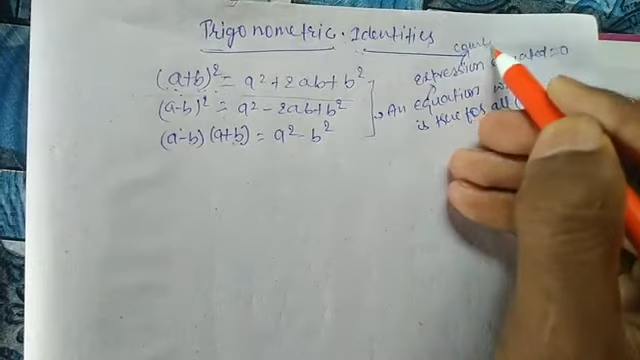 Trigonometric. Identities
(a+b)² = a²+2ab+b²
(a-b)² = a²-2ab+b²
(a-b)(a+b) = a²-b²
expression =0
An equation
is true for all